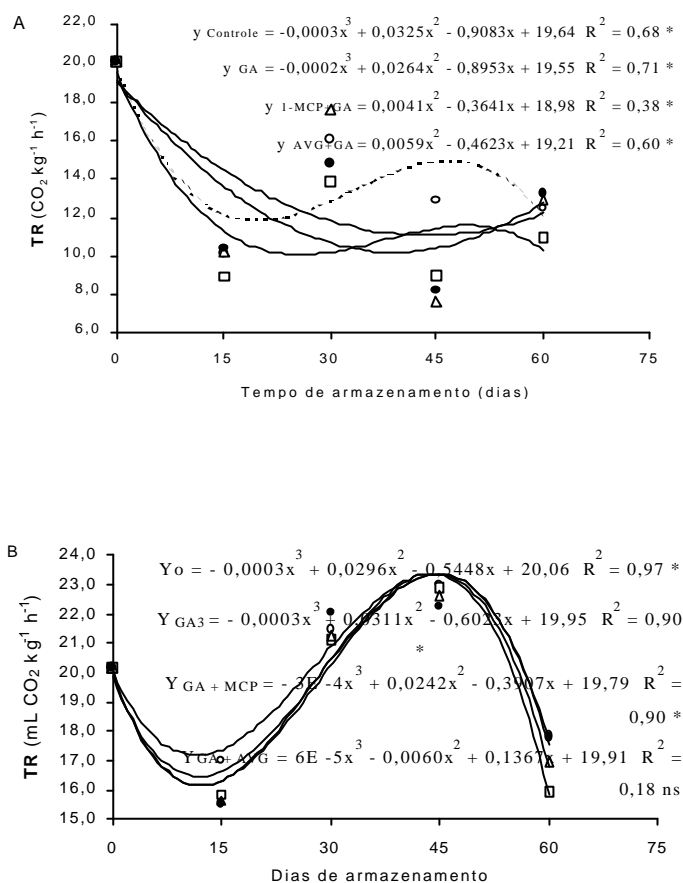 A
22,0
20,0
18,0
16,0
14,0
12,0
10,0
8,0
6,0
TR (CO2 kg-1 h-1)
y Controle = -0,0003x3 + 0,0325x2 - 0,9083x + 19,64 R2 = 0,68 *
y GA = -0,0002x3 + 0,0264x2 - 0,8953x + 19,55 R2 = 0,71 *
y 1-MCP+GA = 0,0041x2 - 0,3641x + 18,98 R2 = 0,38 *
y AVG+GA = 0,0059x2 - 0,4623x + 19,21 R2 = 0,60 *
0 15 30 45 60 75
Tempo de armazenamento (dias)
B
24,0
23,0
22,0
21,0
20,0
19,0
18,0
17,0
16,0
15,0
TR (mL CO2 kg-1 h-1)
Yo = - 0,0003x3 + 0,0296x2 - 0,5448x + 20,06 R2 = 0,97 *
Y GA3 = - 0,0003x3 + 0,0311x2 - 0,602 x + 19,95 R2 = 0,90
*
Y GA + MCP = - 3E -4x3 + 0,0242x2 - 0,3907x + 19,79 R2 =
0,90 *
Y GA + AVG = 6E -5x3 - 0,0060x2 + 0,1367x + 19,91 R2 =
0,18 ns
0 15 30 45 60 75
Dias de armazenamento